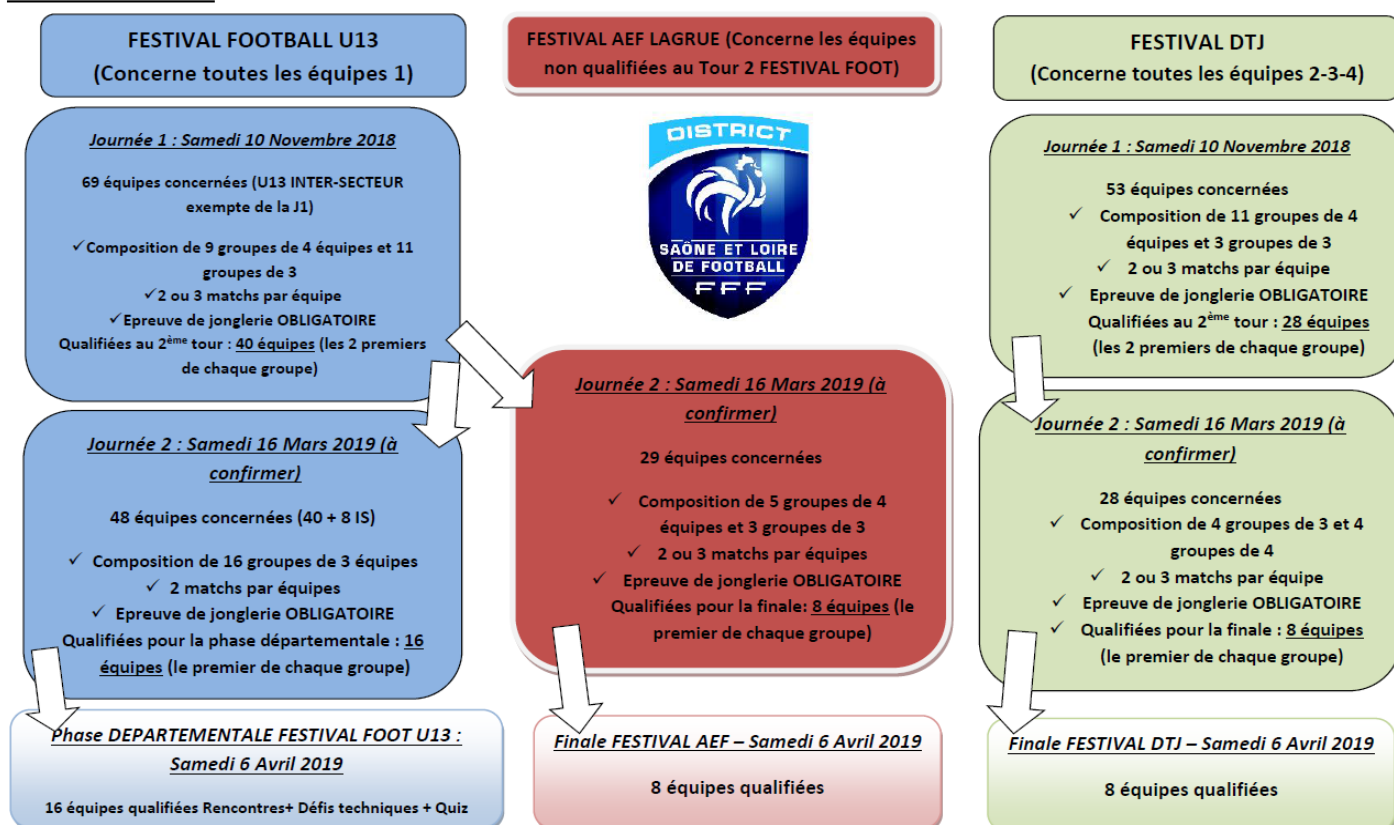 FESTIVAL FOOTBALL U13
(Concerne toutes les équipes 1)
Journée 1 : Samedi 10 Novembre 2018
69 équipes concernées (U13 INTER-SECTEUR
exempte de la J1)
✓Composition de 9 groupes de 4 équipes et 11
groupes de 3
✓2 ou 3 matchs par équipe
✓Epreuve de jonglerie OBLIGATOIRE
Qualifiées au 2ème tour : 40 équipes (les 2 premiers
de chaque groupe)
Journée 2 : Samedi 16 Mars 2019 (à
confirmer)
48 équipes concernées (40 + 8 IS)
✓ Composition de 16 groupes de 3 équipes
✓ 2 matchs par équipes
✓ Epreuve de jonglerie OBLIGATOIRE
Qualifiées pour la phase départementale : 16
équipes (le premier de chaque groupe)
Phase DEPARTEMENTALE FESTIVAL FOOT U13 :
Samedi 6 Avril 2019
16 équipes qualifiées Rencontres+ Défis techniques + Quiz
FESTIVAL AEF LAGRUE (Concerne les équipes
non qualifiées au Tour 2 FESTIVAL FOOT)
DISTRICT
SAÔNE ET LOIRE
DE FOOTBALL
FFF
Journée 2 : Samedi 16 Mars 2019 (à
confirmer)
29 équipes concernées
✓ Composition de 5 groupes de 4
équipes et 3 groupes de 3
✓ 2 ou 3 matchs par équipes
✓ Epreuve de jonglerie OBLIGATOIRE
Qualifiées pour la finale: 8 équipes (le
premier de chaque groupe)
Finale FESTIVAL AEF – Samedi 6 Avril 2019
8 équipes qualifiées
FESTIVAL DTJ
(Concerne toutes les équipes 2-3-4)
Journée 1 : Samedi 10 Novembre 2018
53 équipes concernées
✓ Composition de 11 groupes de 4
équipes et 3 groupes de 3
✓ 2 ou 3 matchs par équipe
✓ Epreuve de jonglerie OBLIGATOIRE
Qualifiées au 2ème tour : 28 équipes
(les 2 premiers de chaque groupe)
Journée 2 : Samedi 16 Mars 2019 (à
confirmer)
28 équipes concernées
✓ Composition de 4 groupes de 3 et 4
groupes de 4
✓ 2 ou 3 matchs par équipe
✓ Epreuve de jonglerie OBLIGATOIRE
✓ Qualifiées pour la finale : 8 équipes
(le premier de chaque groupe)
Finale FESTIVAL DTJ – Samedi 6 Avril 2019
8 équipes qualifiées